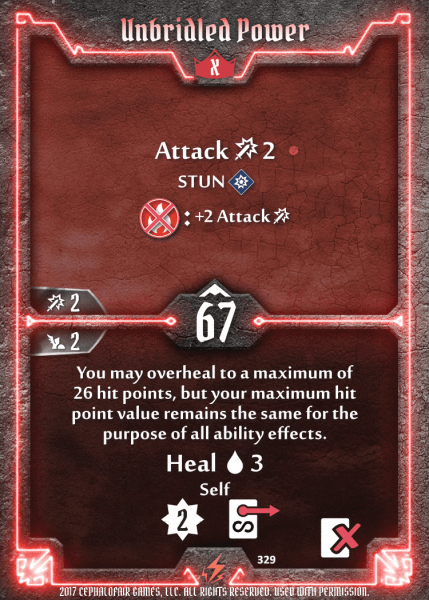 Unbridled Power
X
Attack 2
STUN
: +2 Attack
2
67
2
You may overheal to a maximum of
26 hit points, but your maximum hit
point value remains the same for the
purpose of all ability effects.
Heal 3
Self
2
329
2017 CEPHALOFAIR GAMES, LLC. ALL RIGHTS RESERVED. USED WITH PERMISSION.